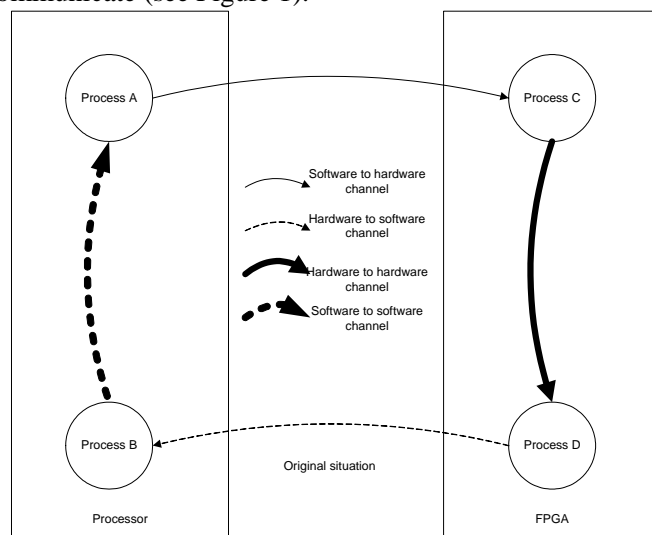 ommunicate (see Figure 1).
Process A
Process C
Software to hardware
channel
Hardware to software
channel
Hardware to hardware
channel
Software to software
channel
Process B
Process D
Original situation
Processor
FPGA